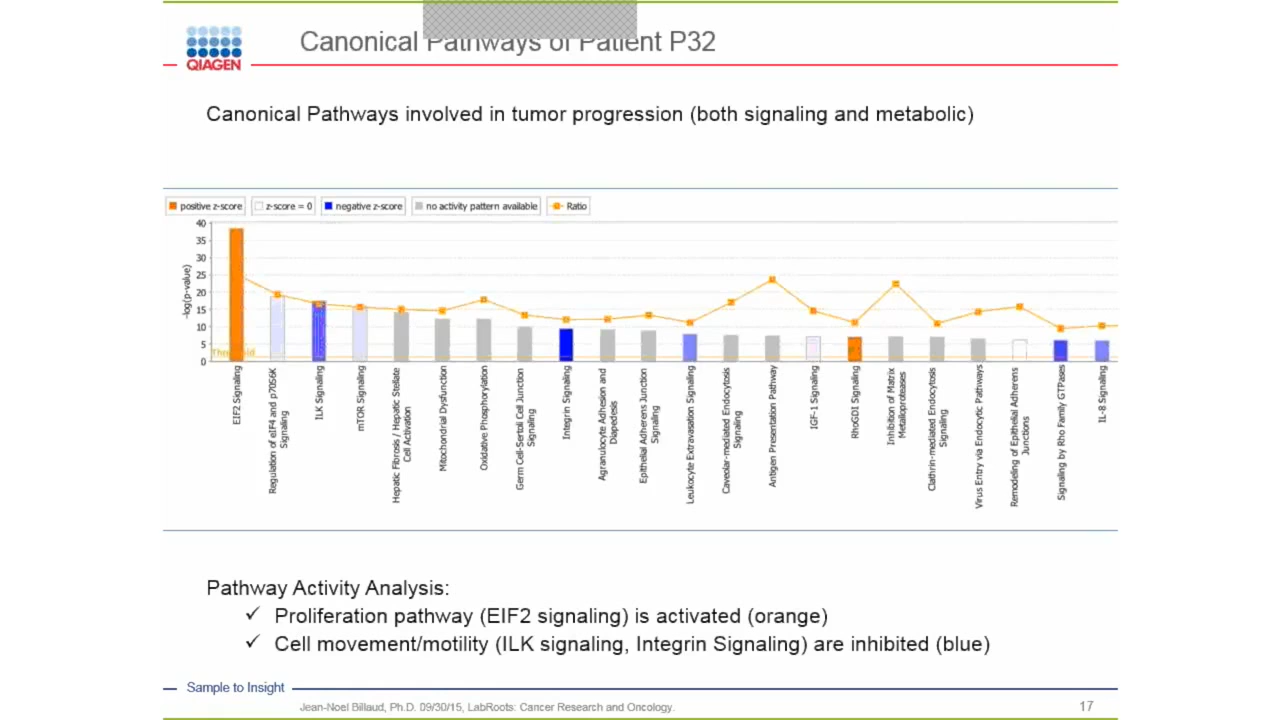 Canonical Pathways of Patient P32
QIAGEN
Canonical Pathways involved in tumor progression (both signaling and metabolic)
positive z-score
z-score = 0
negative z-score
no activity pattern available
Ratio
-log(p-value)
40
35
30
25
20
15
10
5
0
Threshold
EIF2 Signaling
Regulation of eIF4 and p70S6K
Signaling
ILK Signaling
mTOR Signaling
Hepatic Fibrosis / Hepatic Stellate
Cell Activation
Mitochondrial Dysfunction
Oxidative Phosphorylation
Germ Cell-Sertoli Cell Junction
Signaling
Integrin Signaling
Agranulocyte Adhesion and
Diapedesis
Epithelial Adherens Junction
Signaling
Leukocyte Extravasation Signaling
Caveolar-mediated Endocytosis
Signaling
Antigen Presentation Pathway
IGF-1 Signaling
RhoGDI Signaling
Inhibition of Matrix
Metalloproteases
Clathrin-mediated Endocytosis
Signaling
Virus Entry via Endocytic Pathways
Remodeling of Epithelial Adherens
Junctions
Signaling by Rho Family GTPases
IL-8 Signaling
Pathway Activity Analysis:
✓ Proliferation pathway (EIF2 signaling) is activated (orange)
✓ Cell movement/motility (ILK signaling, Integrin Signaling) are inhibited (blue)
Sample to Insight
Jean-Noel Billaud, Ph.D. 09/30/15, LabRoots: Cancer Research and Oncology.
17